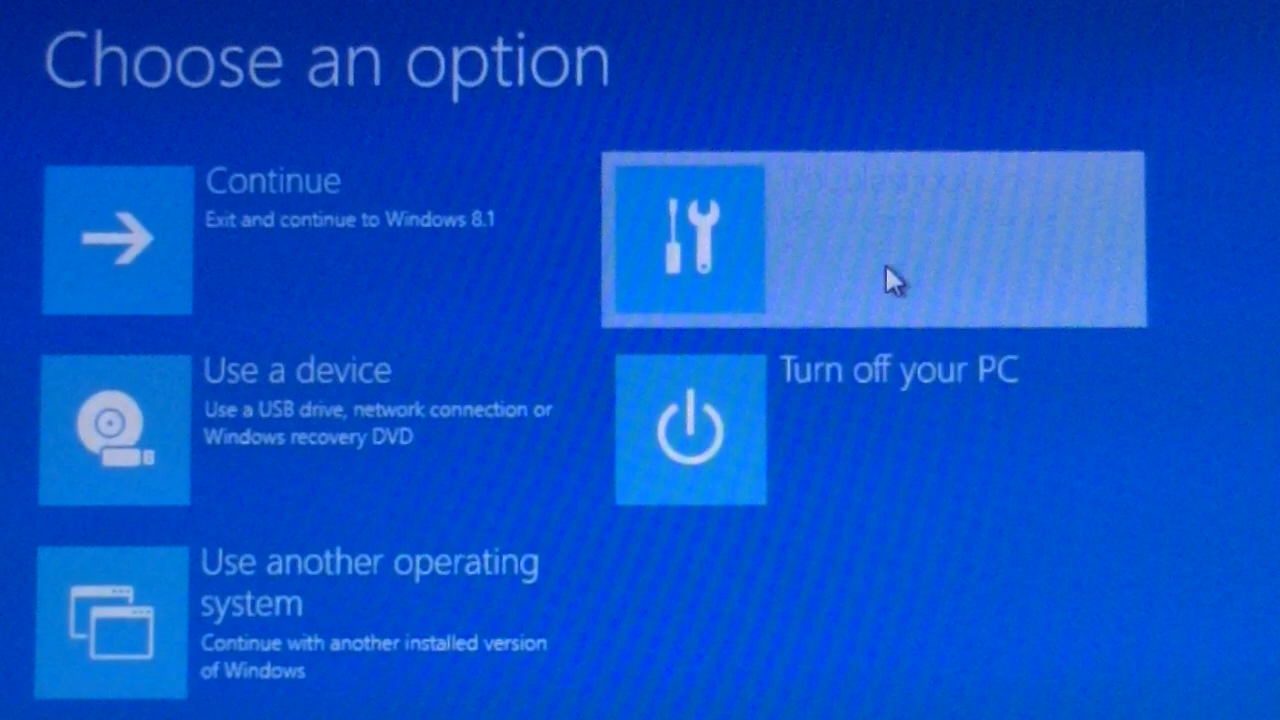 Choose an option
Continue
Exit and continue to Windows 8.1
Troubleshoot
Use a device
Use a USB drive, network connection or
Windows recovery DVD
Turn off your PC
Use another operating
system
Continue with another installed version
of Windows